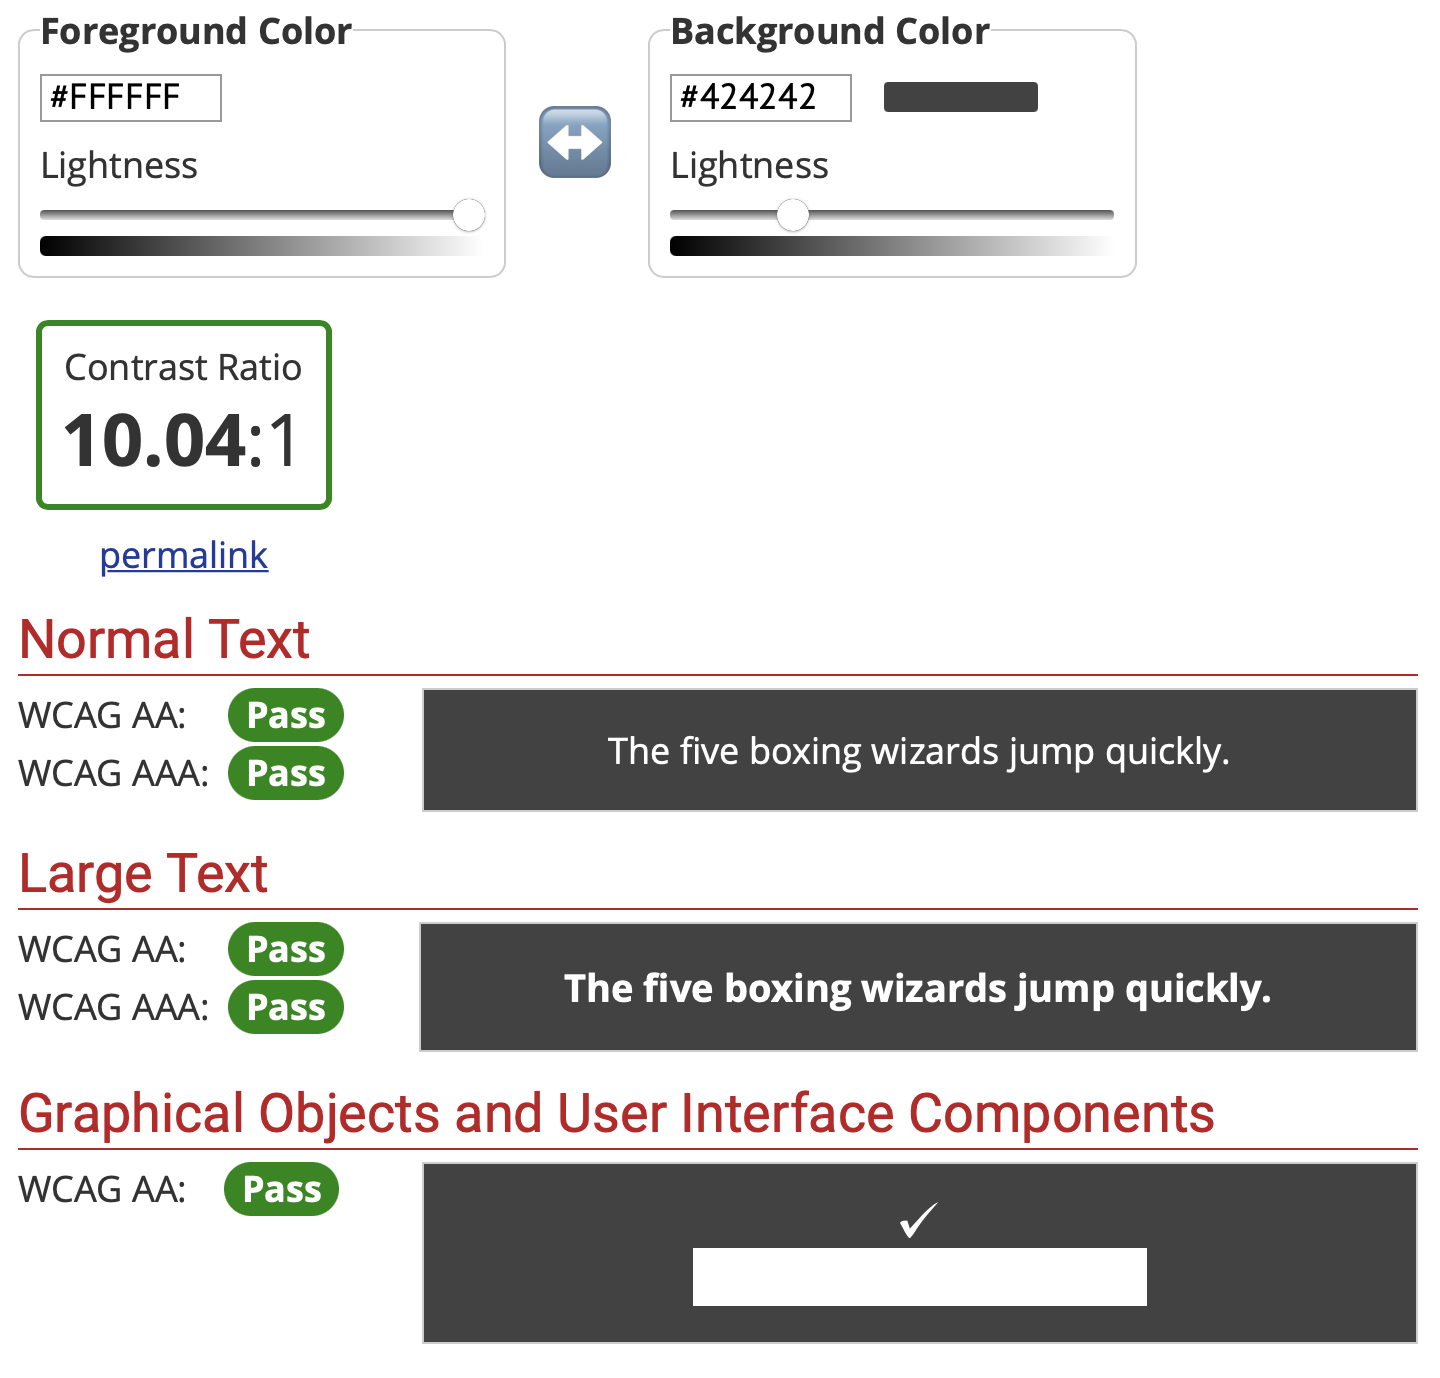 Foreground Color
#FFFFFF
Lightness
Background Color
#424242
Lightness
Contrast Ratio
10.04:1
permalink
Normal Text
WCAG AA: Pass
WCAG AAA: Pass
The five boxing wizards jump quickly.
Large Text
WCAG AA: Pass
WCAG AAA: Pass
The five boxing wizards jump quickly.
Graphical Objects and User Interface Components
WCAG AA: Pass